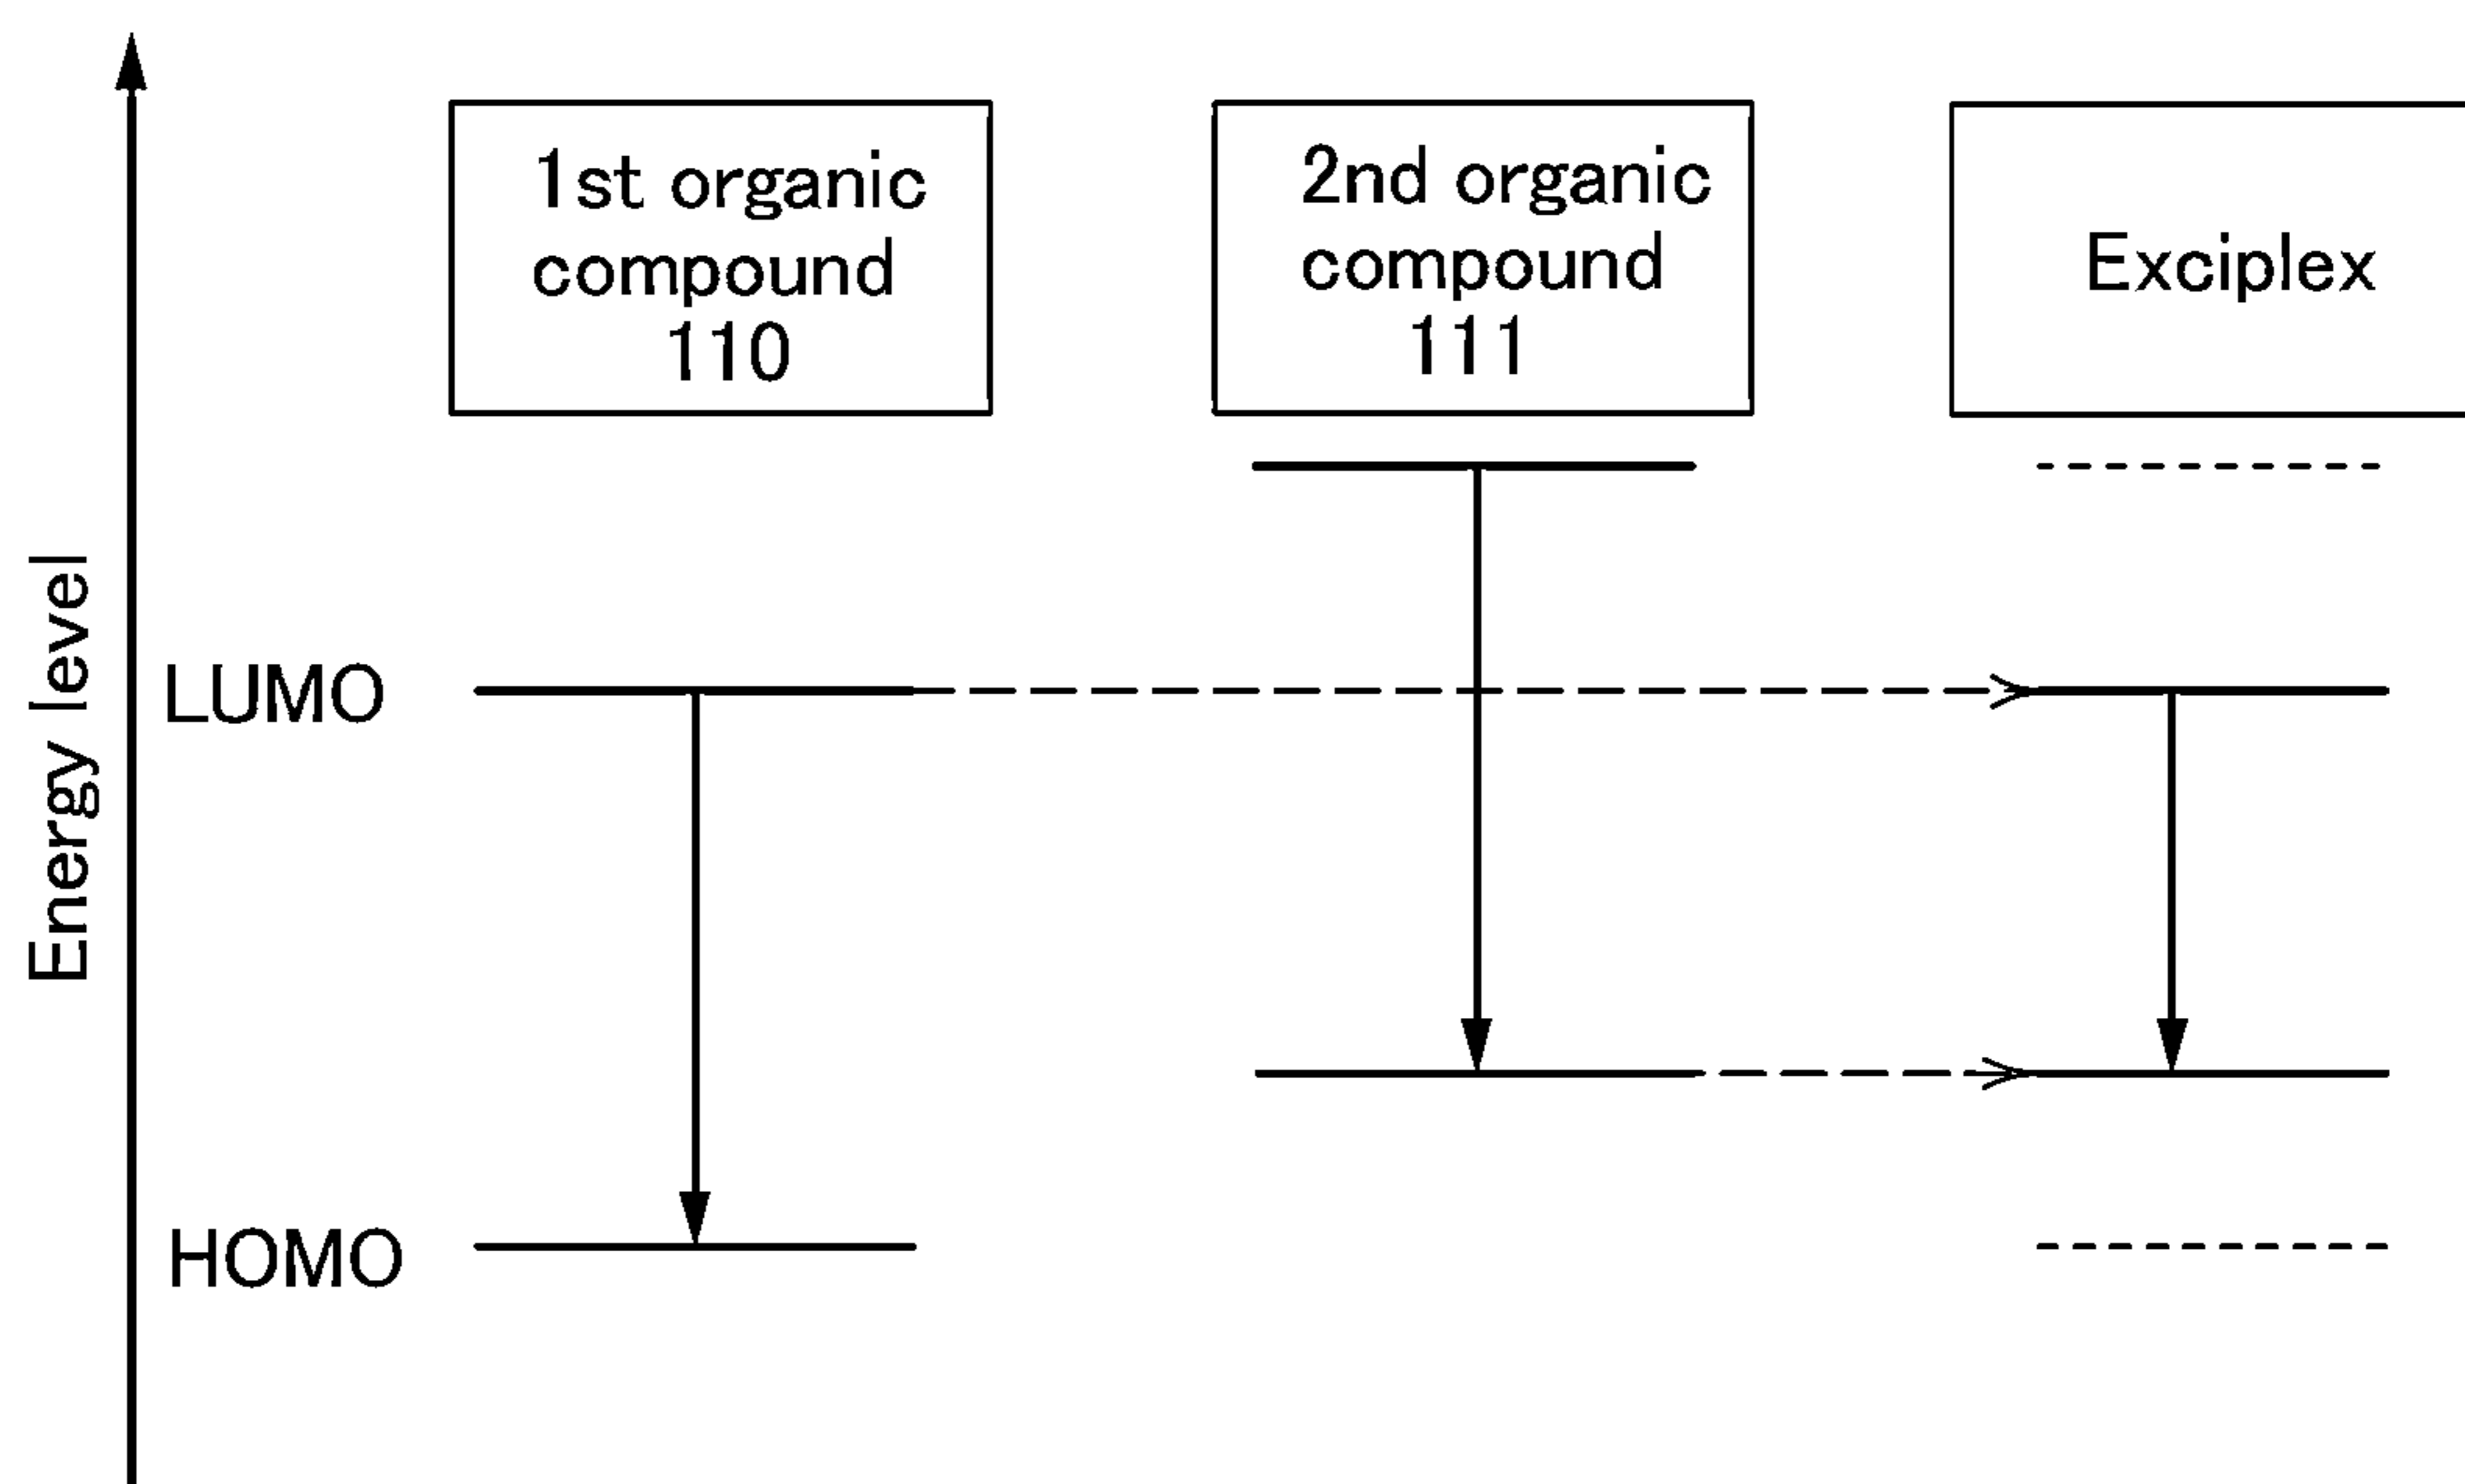 1st organic
compound
110
2nd organic
compound
111
Exciplex
Energy level
LUMO
HOMO